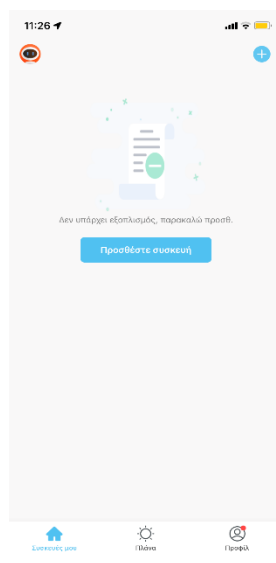 11:26
Δεν υπάρχει εξοπλισμός, παρακαλώ προσθ.
Προσθέστε συσκευή
Συσκευές μου
Πλάνα
Προφίλ